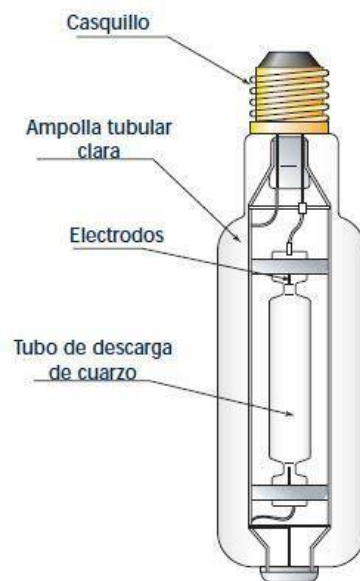 Casquillo
Ampolla tubular
clara
Electrodos
Tubo de descarga
de cuarzo